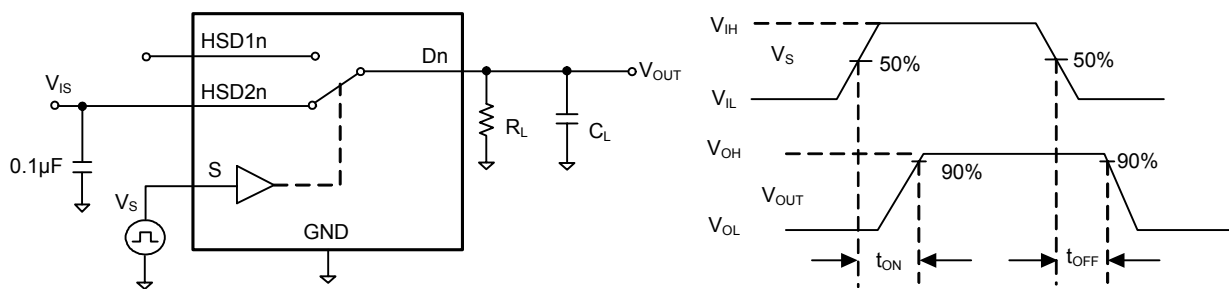 HSD1n
Dn
V_OUT
V_IS
HSD2n
R_L
C_L
0.1µF
S
V_S
GND
V_IH
V_S
50%
50%
V_IL
V_OH
90%
90%
V_OUT
V_OL
t_ON
t_OFF